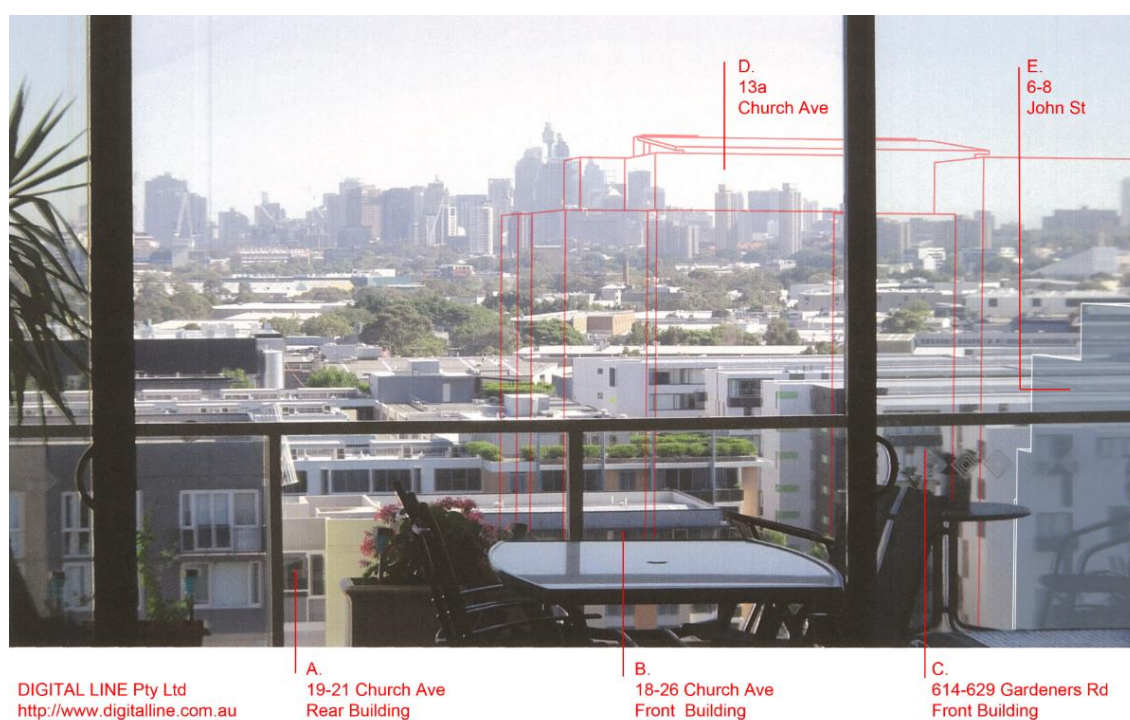 D.
13a
Church Ave
E.
6-8
John St
A.
19-21 Church Ave
Rear Building
B.
18-26 Church Ave
Front Building
C.
614-629 Gardeners Rd
Front Building
DIGITAL LINE Pty Ltd
http://www.digitalline.com.au